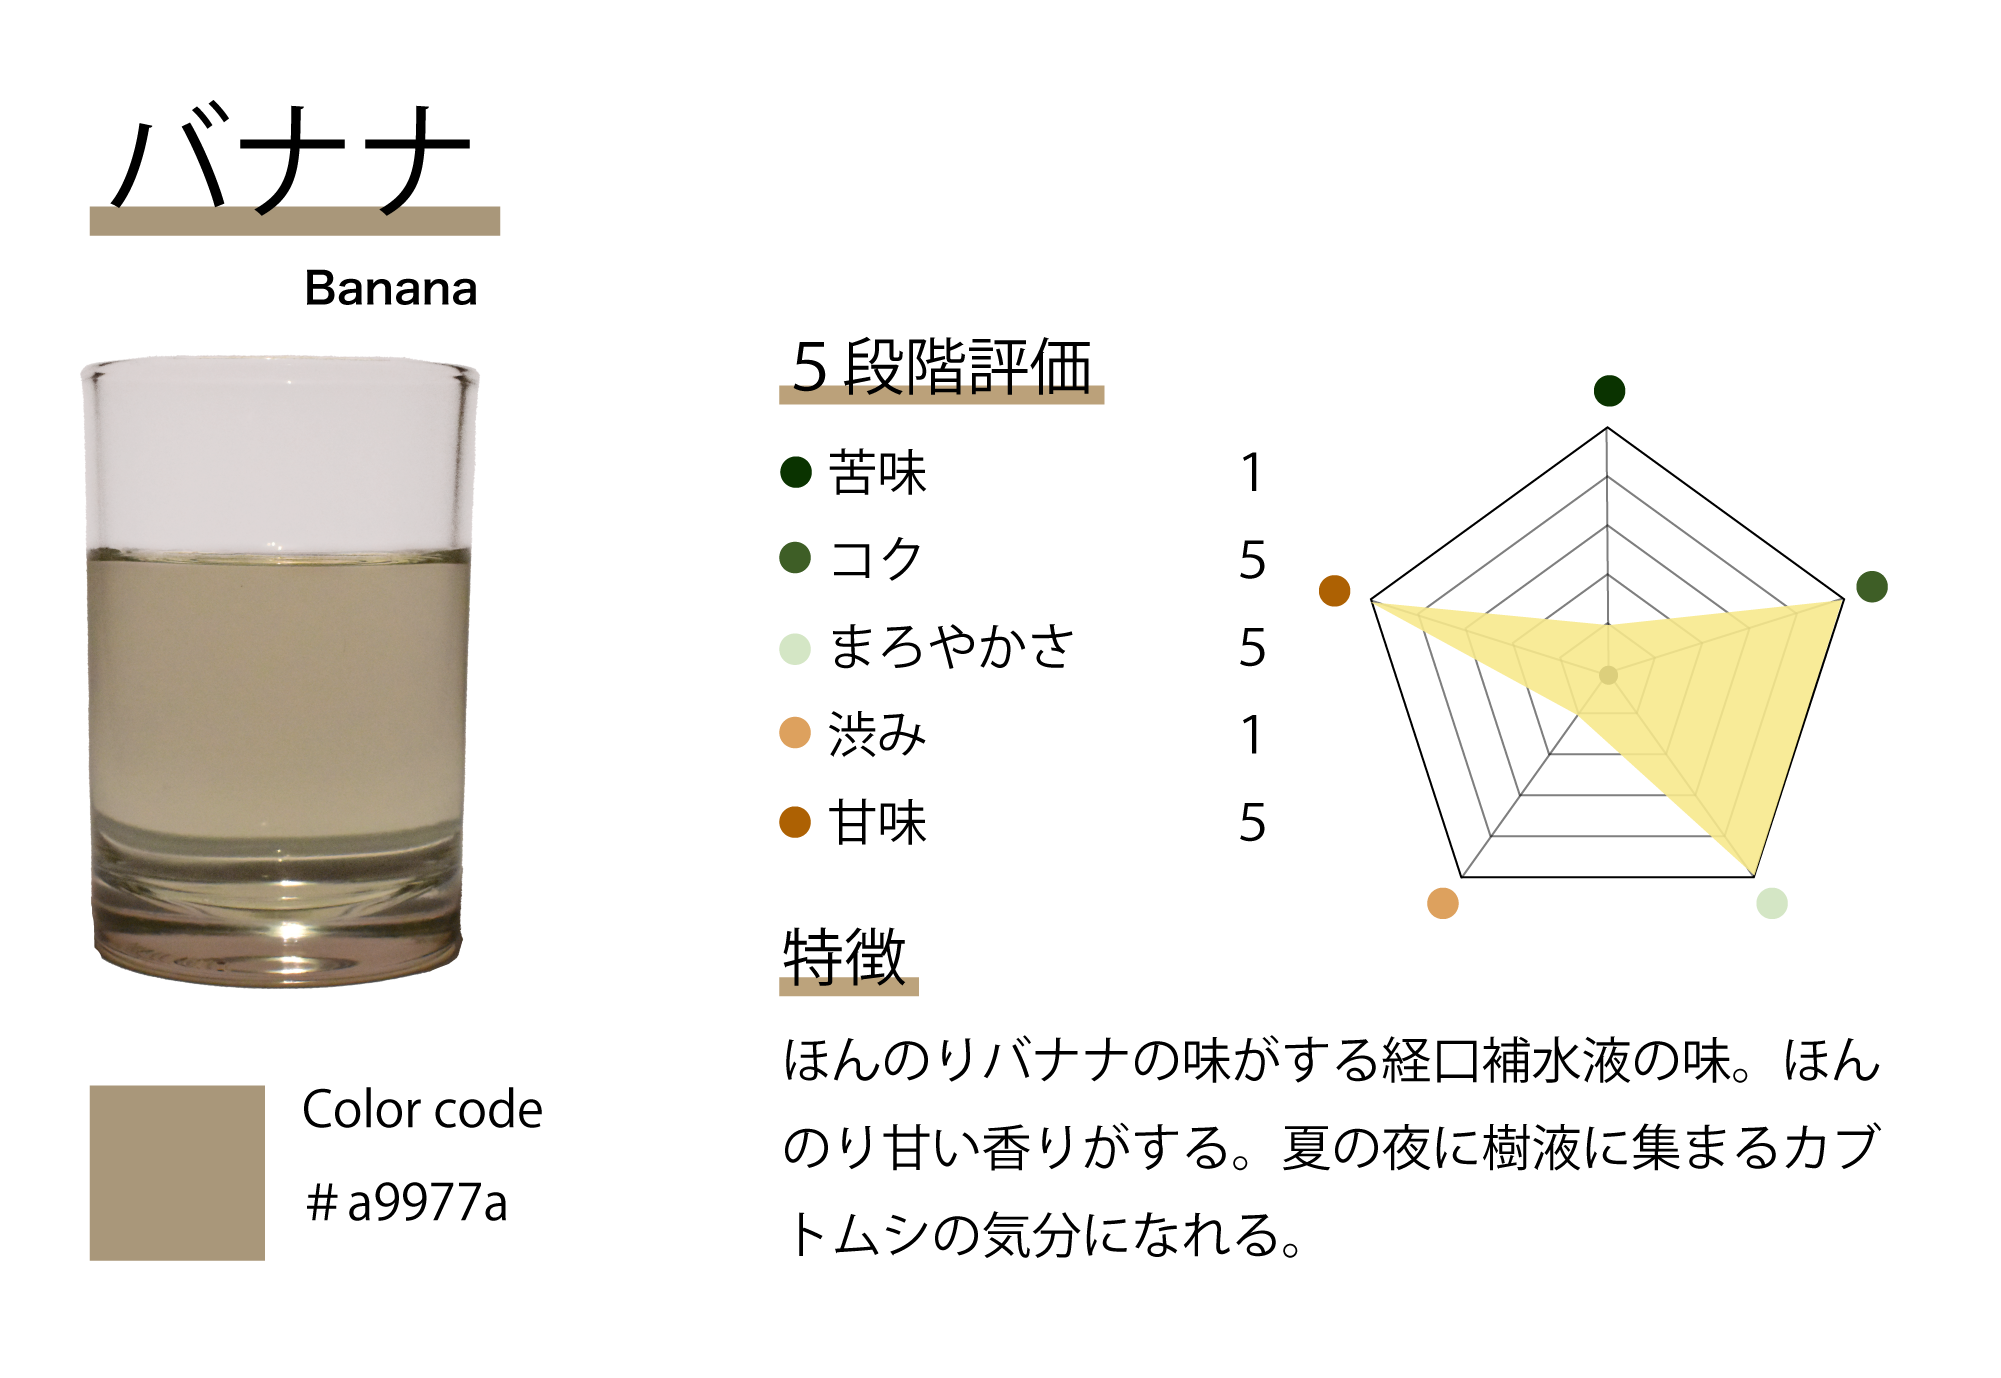 バナナ
Banana
5段階評価
苦味 1
コク 5
まろやかさ 5
渋み 1
甘味 5
特徴
ほんのりバナナの味がする経口補水液の味。ほん
のり甘い香りがする。夏の夜に樹液に集まるカブ
トムシの気分になれる。
Color code
＃a9977a